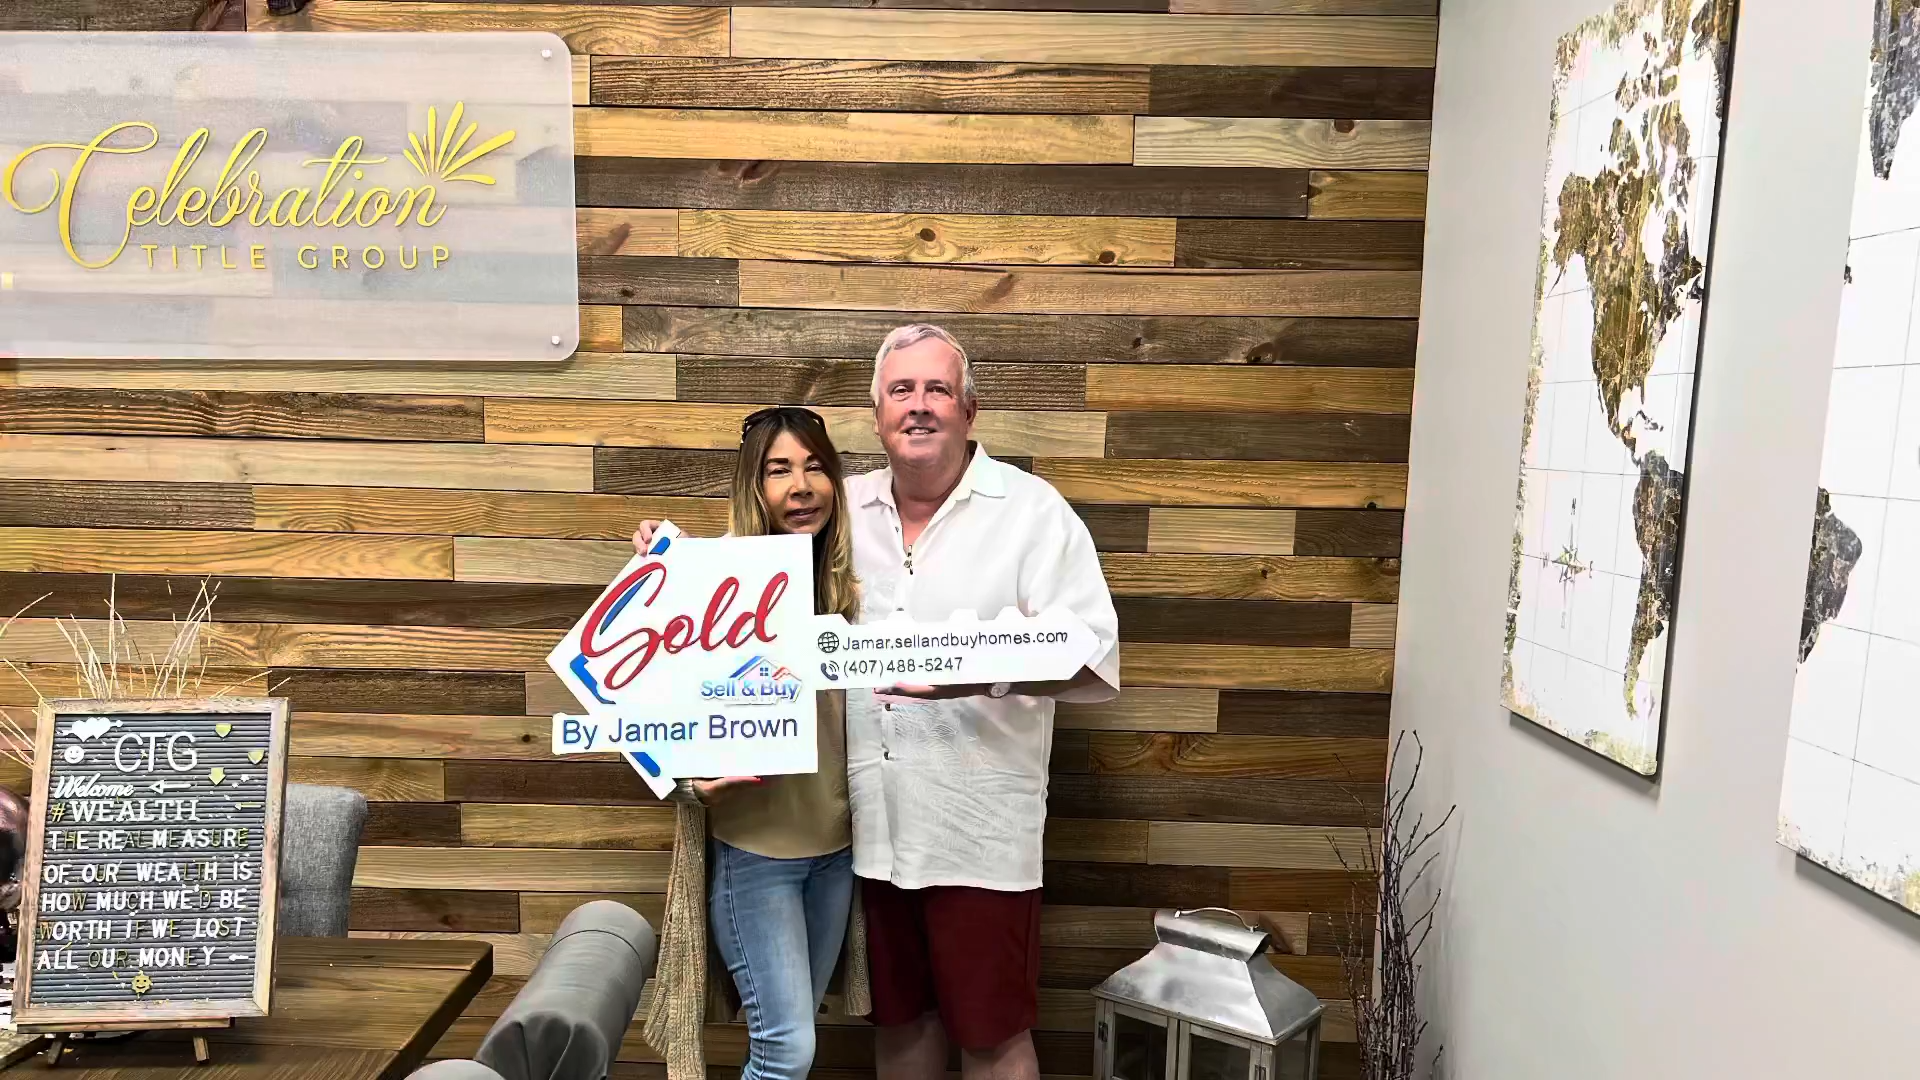 Celebration
TITLE GROUP
Sold
Sell & Buy
By Jamar Brown
Jamar.sellandbuyhomes.com
(407)488-5247
CTG
Welcome
#WEALTH
THE REAL MEASURE
OF OUR WEALTH IS
HOW MUCH WE'D BE
WORTH IF WE LOST
ALL OUR MONEY
N